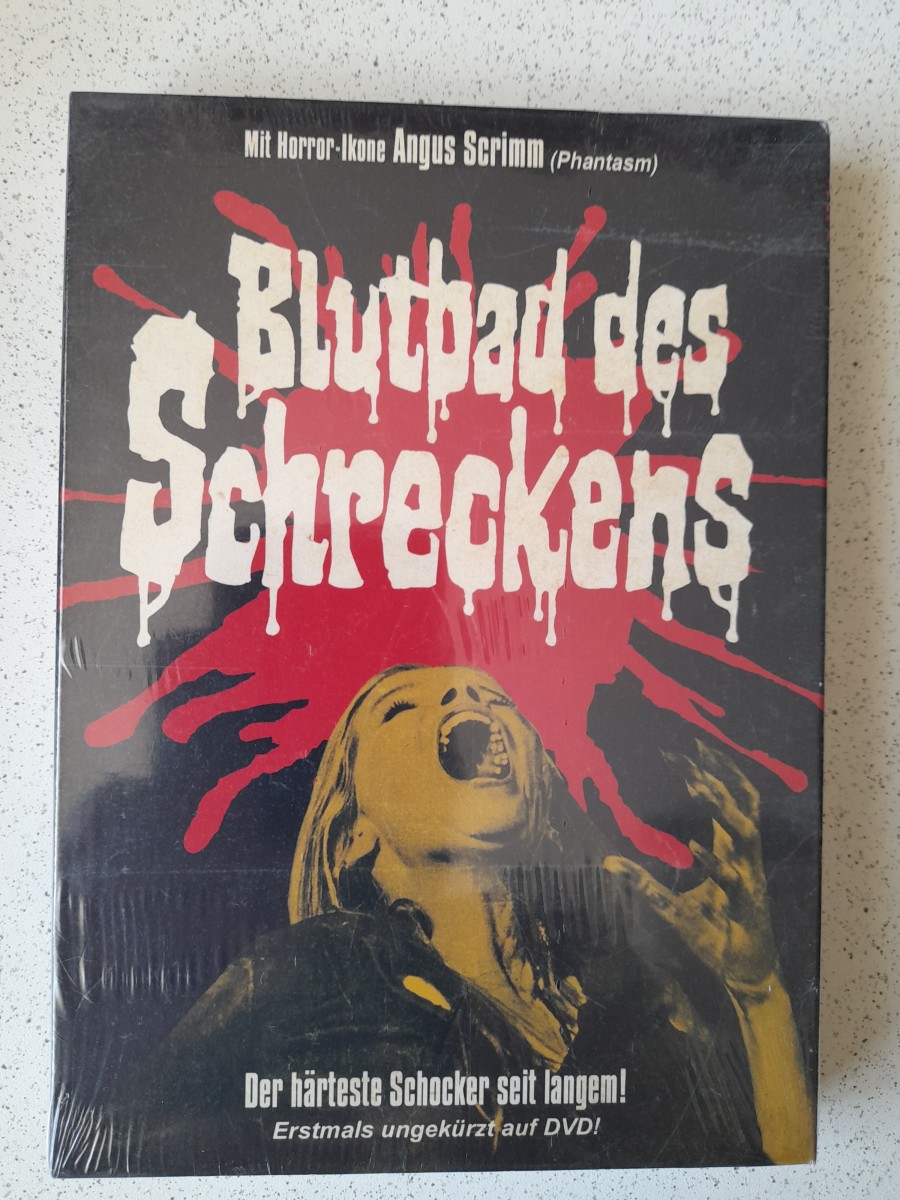 Mit Horror-Ikone Angus Scrimm (Phantasm)
Blutbad des
Schreckens
Der härteste Schocker seit langem!
Erstmals ungekürzt auf DVD!